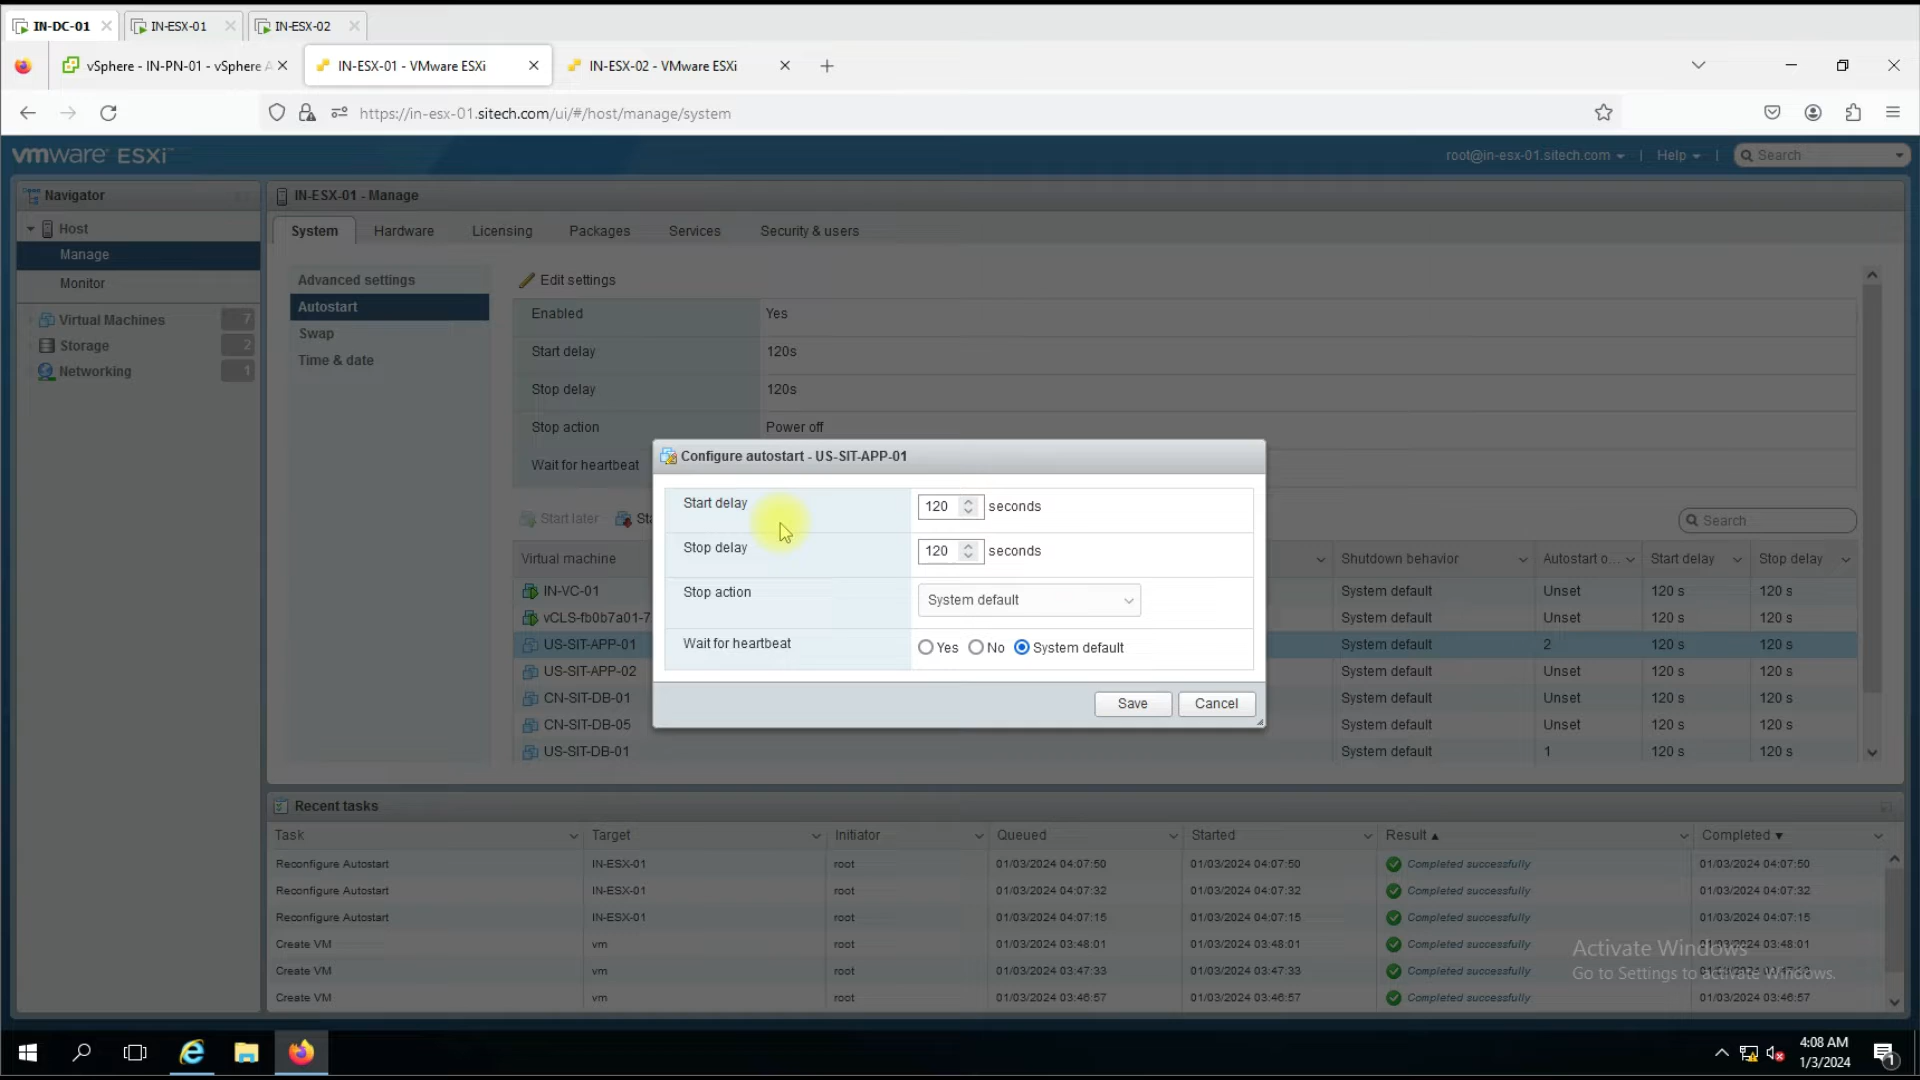 IN-DC-01
IN-ESX-01
IN-ESX-02
vSphere - IN-PN-01 - vSphere
IN-ESX-01 - VMware ESXi
IN-ESX-02 - VMware ESXi
https://in-esx-01.sitech.com/ui/#/host/manage/system
vmware ESXi
root@in-esx-01.sitech.com | Help | Search
Navigator
Host
Manage
Monitor
Virtual Machines 7
Storage 2
Networking 1
IN-ESX-01 - Manage
System Hardware Licensing Packages Services Security & users
Advanced settings
Autostart
Swap
Time & date
Edit settings
Enabled Yes
Start delay 120s
Stop delay 120s
Stop action Power off
Wait for heartbeat
Start later
Search
Virtual machine Shutdown behavior Autostart o... Start delay Stop delay
IN-VC-01 System default Unset 120 s 120 s
vCLS-fb0b7a01-7 System default Unset 120 s 120 s
US-SIT-APP-01 System default 2 120 s 120 s
US-SIT-APP-02 System default Unset 120 s 120 s
CN-SIT-DB-01 System default Unset 120 s 120 s
CN-SIT-DB-05 System default Unset 120 s 120 s
US-SIT-DB-01 System default 1 120 s 120 s
Configure autostart - US-SIT-APP-01
Start delay 120 seconds
Stop delay 120 seconds
Stop action System default
Wait for heartbeat Yes No System default
Save Cancel
Recent tasks
Task Target Initiator Queued Started Result Completed
Reconfigure Autostart IN-ESX-01 root 01/03/2024 04:07:50 01/03/2024 04:07:50 Completed successfully 01/03/2024 04:07:50
Reconfigure Autostart IN-ESX-01 root 01/03/2024 04:07:32 01/03/2024 04:07:32 Completed successfully 01/03/2024 04:07:32
Reconfigure Autostart IN-ESX-01 root 01/03/2024 04:07:15 01/03/2024 04:07:15 Completed successfully 01/03/2024 04:07:15
Create VM vm root 01/03/2024 03:48:01 01/03/2024 03:48:01 Completed successfully 01/03/2024 03:48:01
Create VM vm root 01/03/2024 03:47:33 01/03/2024 03:47:33 Completed successfully
Create VM vm root 01/03/2024 03:46:57 01/03/2024 03:46:57 Completed successfully 01/03/2024 03:46:57
Activate Windows
Go to Settings to activate Windows.
4:08 AM
1/3/2024
1